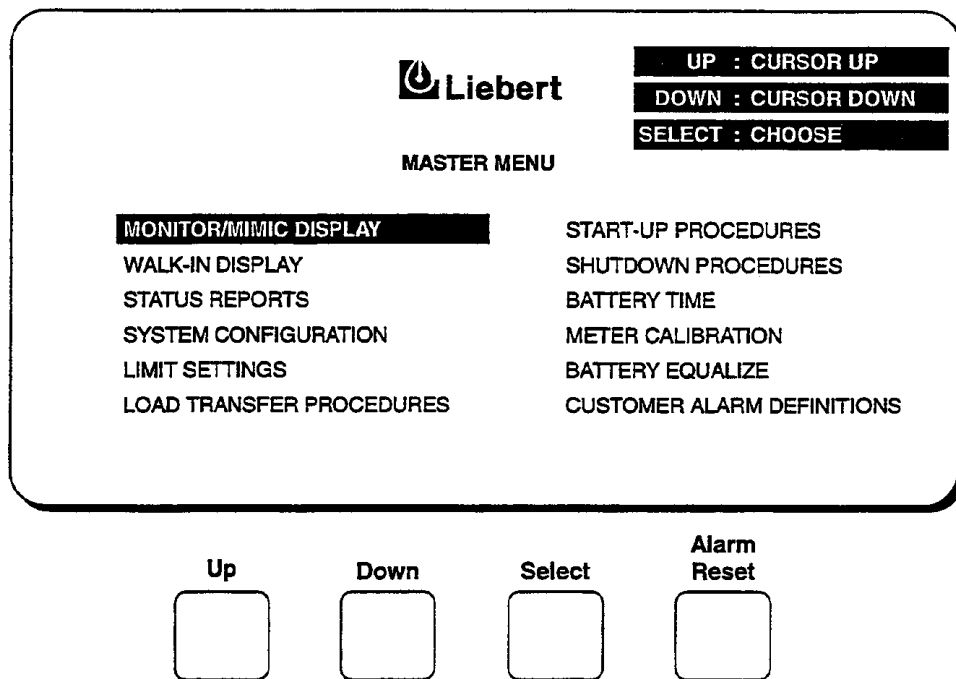 Liebert
UP : CURSOR UP
DOWN : CURSOR DOWN
SELECT : CHOOSE
MASTER MENU
MONITOR/MIMIC DISPLAY
WALK-IN DISPLAY
STATUS REPORTS
SYSTEM CONFIGURATION
LIMIT SETTINGS
LOAD TRANSFER PROCEDURES
START-UP PROCEDURES
SHUTDOWN PROCEDURES
BATTERY TIME
METER CALIBRATION
BATTERY EQUALIZE
CUSTOMER ALARM DEFINITIONS
Up
Down
Select
Alarm
Reset